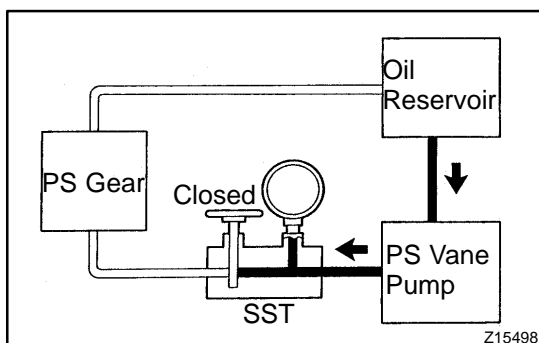 Oil
Reservoir
PS Gear
Closed
PS Vane
Pump
SST
Z15498